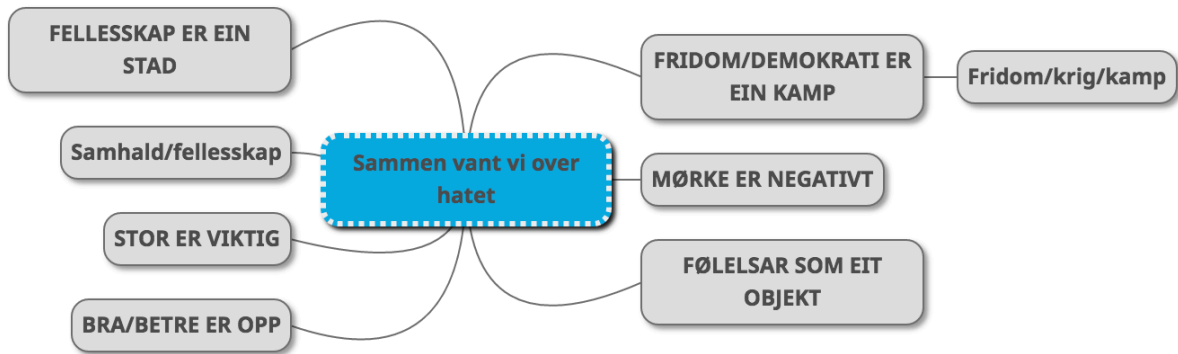 FELLESSKAP ER EIN
STAD
Samhald/fellesskap
STOR ER VIKTIG
BRA/BETRE ER OPP
Sammen vant vi over
hatet
FRIDOM/DEMOKRATI ER
EIN KAMP
Fridom/krig/kamp
MØRKE ER NEGATIVT
FØLELSAR SOM EIT
OBJEKT